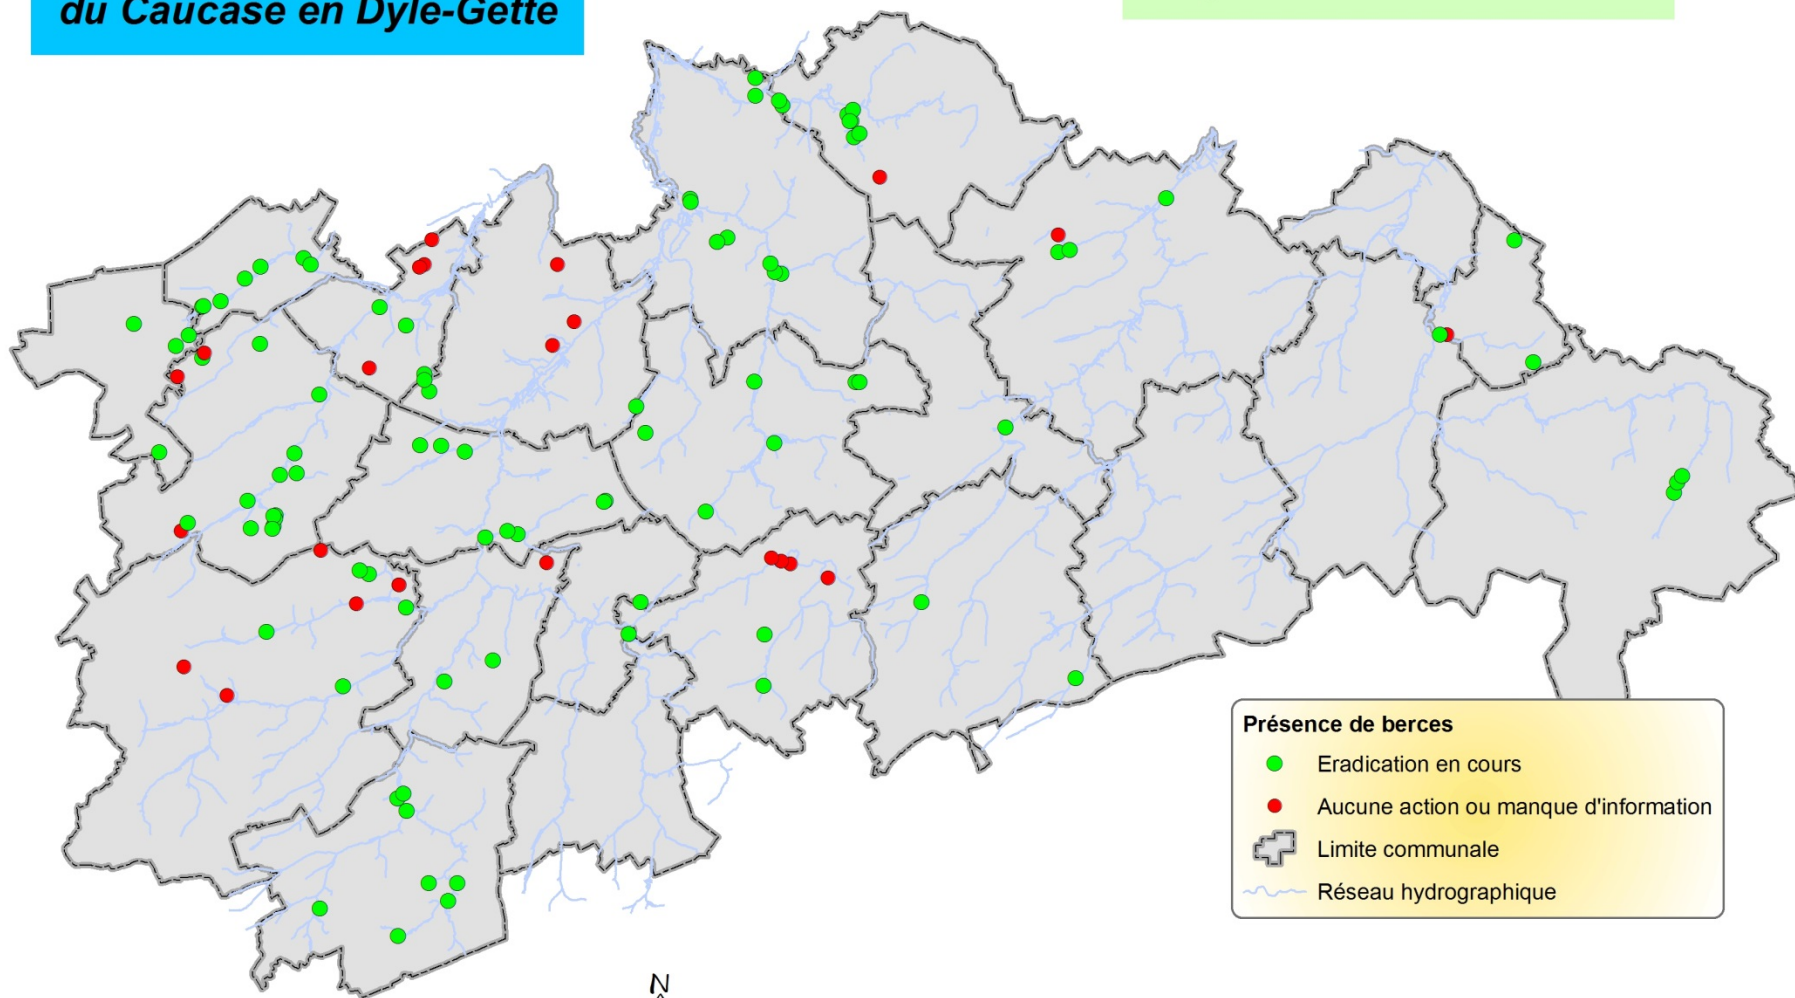 du Caucase en Dyle-Gette
Présence de berces
Eradication en cours
Aucune action ou manque d'information
Limite communale
Réseau hydrographique
N